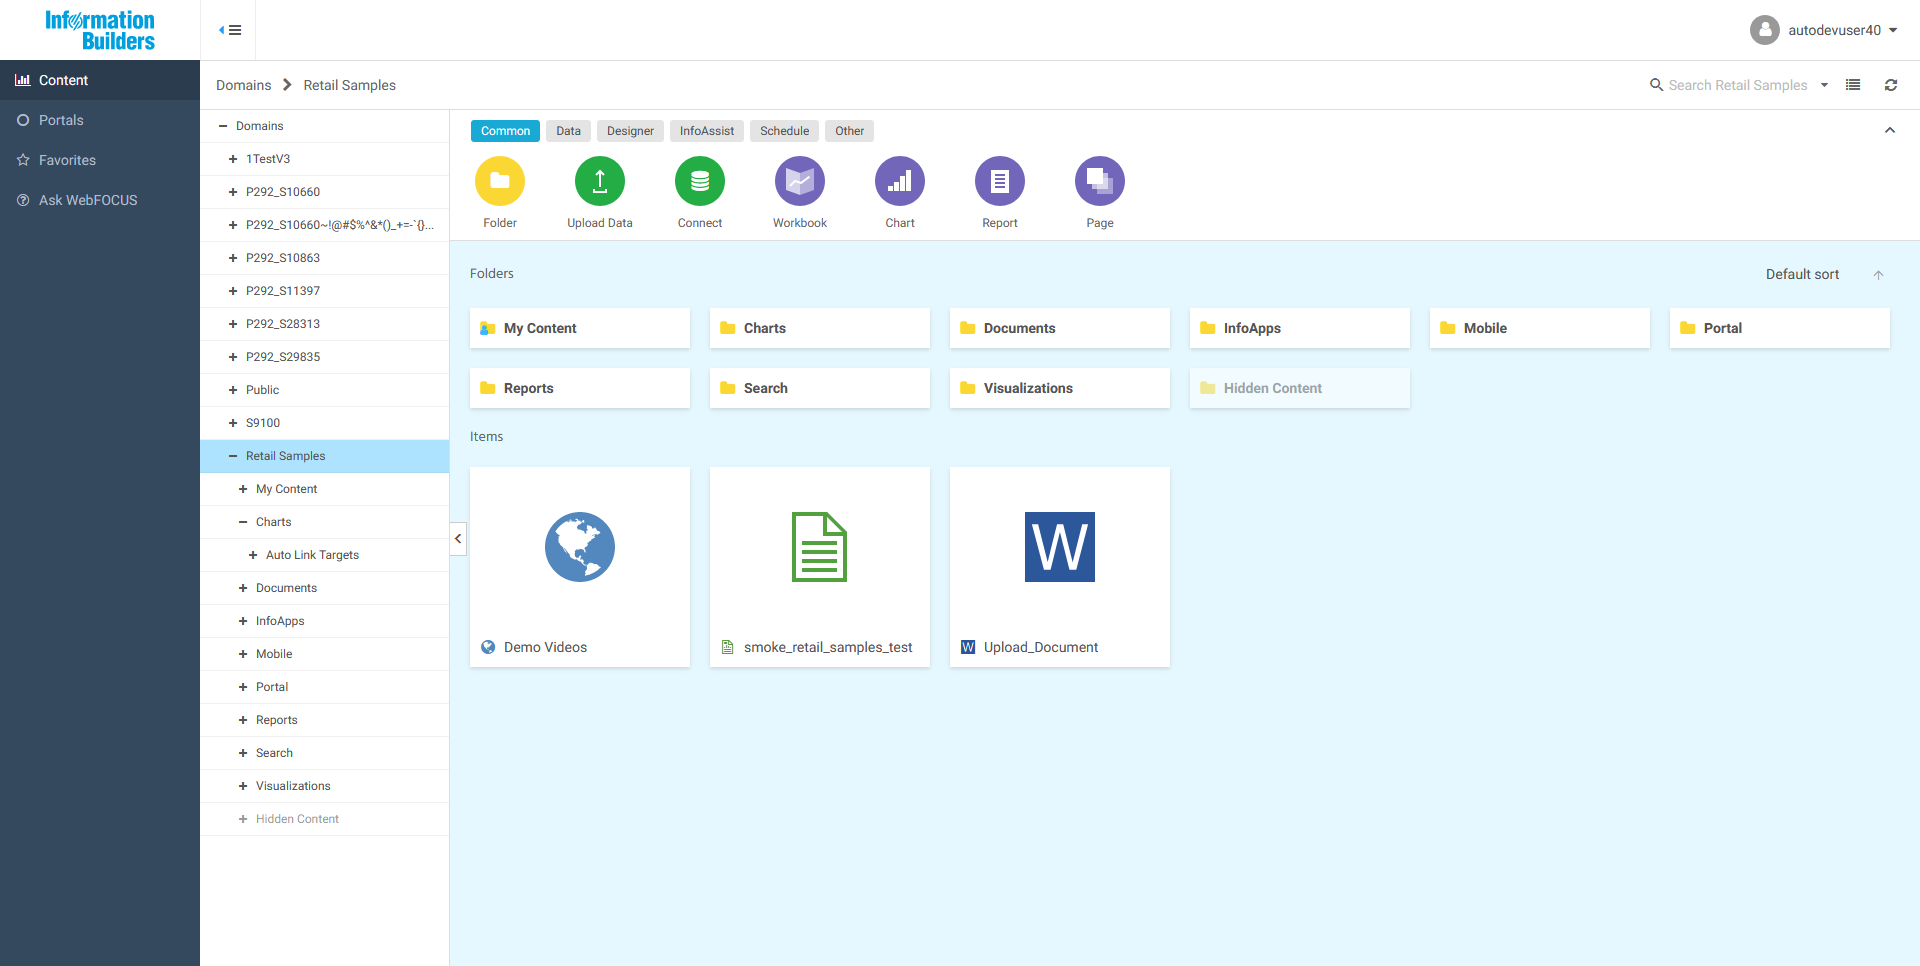 Information
Builders
autodevuser40
Content
Portals
Favorites
Ask WebFOCUS
Domains Retail Samples
Search Retail Samples
Domains
1TestV3
P292_S10660
P292_S10660~!@#$%^&*()_+=-`{}...
P292_S10863
P292_S11397
P292_S28313
P292_S29835
Public
S9100
Retail Samples
My Content
Charts
Auto Link Targets
Documents
InfoApps
Mobile
Portal
Reports
Search
Visualizations
Hidden Content
Common Data Designer InfoAssist Schedule Other
Folder Upload Data Connect Workbook Chart Report Page
Folders
Default sort
My Content Charts Documents InfoApps Mobile Portal
Reports Search Visualizations Hidden Content
Items
W
Demo Videos smoke_retail_samples_test W Upload_Document